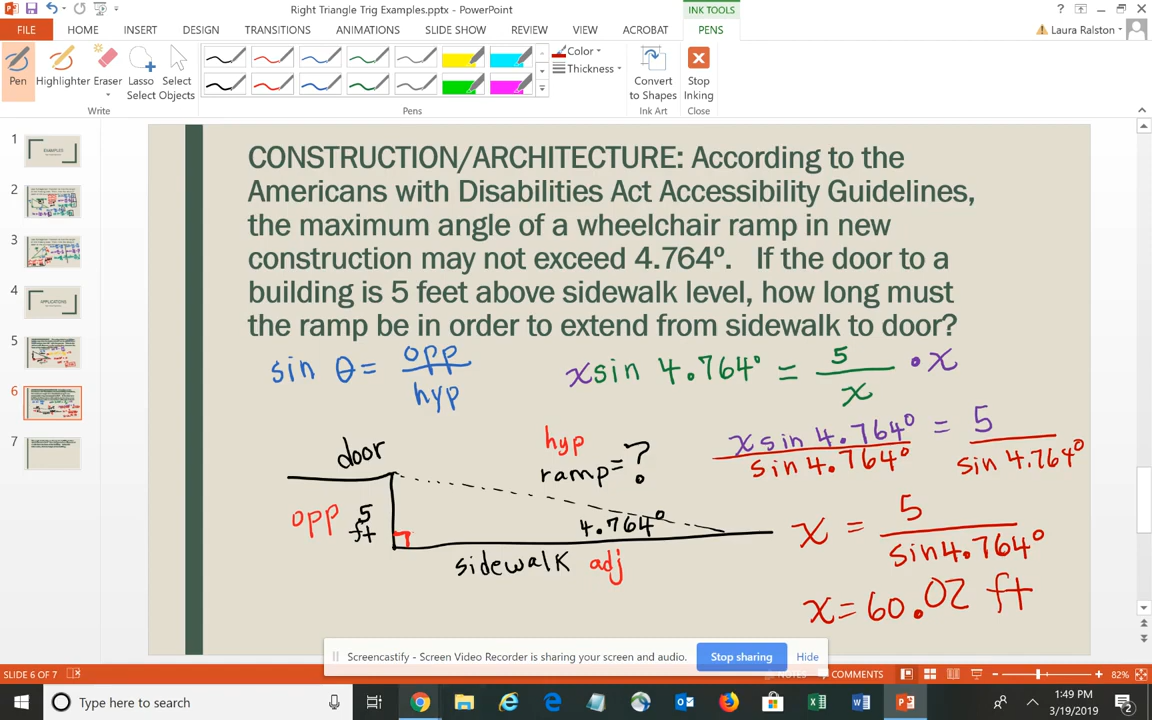 Right Triangle Trig Examples.pptx - PowerPoint
INK TOOLS
FILE HOME INSERT DESIGN TRANSITIONS ANIMATIONS SLIDE SHOW REVIEW VIEW ACROBAT PENS
Laura Ralston
Pen Highlighter Eraser Lasso Select Select Objects
Color
Thickness
Convert to Shapes
Stop Inking
Write Pens Ink Art Close
1
2
3
4
5
6
7
CONSTRUCTION/ARCHITECTURE: According to the
Americans with Disabilities Act Accessibility Guidelines,
the maximum angle of a wheelchair ramp in new
construction may not exceed 4.764º. If the door to a
building is 5 feet above sidewalk level, how long must
the ramp be in order to extend from sidewalk to door?
sin θ = opp / hyp
x sin 4.764° = 5 / x · x
x sin 4.764° / sin 4.764° = 5 / sin 4.764°
door
hyp
ramp = ?
opp 5 ft
4.764°
sidewalk adj
x = 5 / sin 4.764°
x = 60.02 ft
Screencastify - Screen Video Recorder is sharing your screen and audio. Stop sharing Hide
SLIDE 6 OF 7 NOTES COMMENTS 82%
Type here to search
1:49 PM
3/19/2019
2